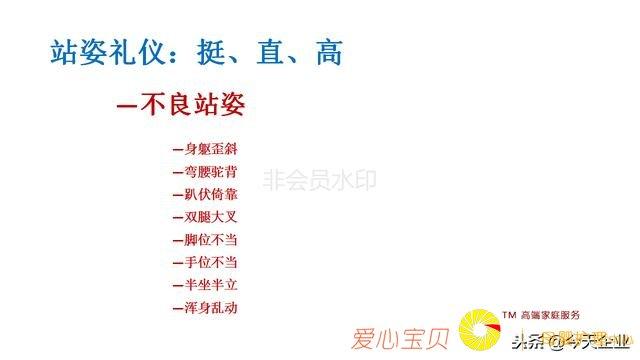 站姿礼仪：挺、直、高
—不良站姿
—身躯歪斜
—弯腰驼背
—趴伏倚靠
—双腿大叉
—脚位不当
—手位不当
—半坐半立
—浑身乱动
非会员水印
爱心宝贝
TM 高端家庭服务
头条@今天企业